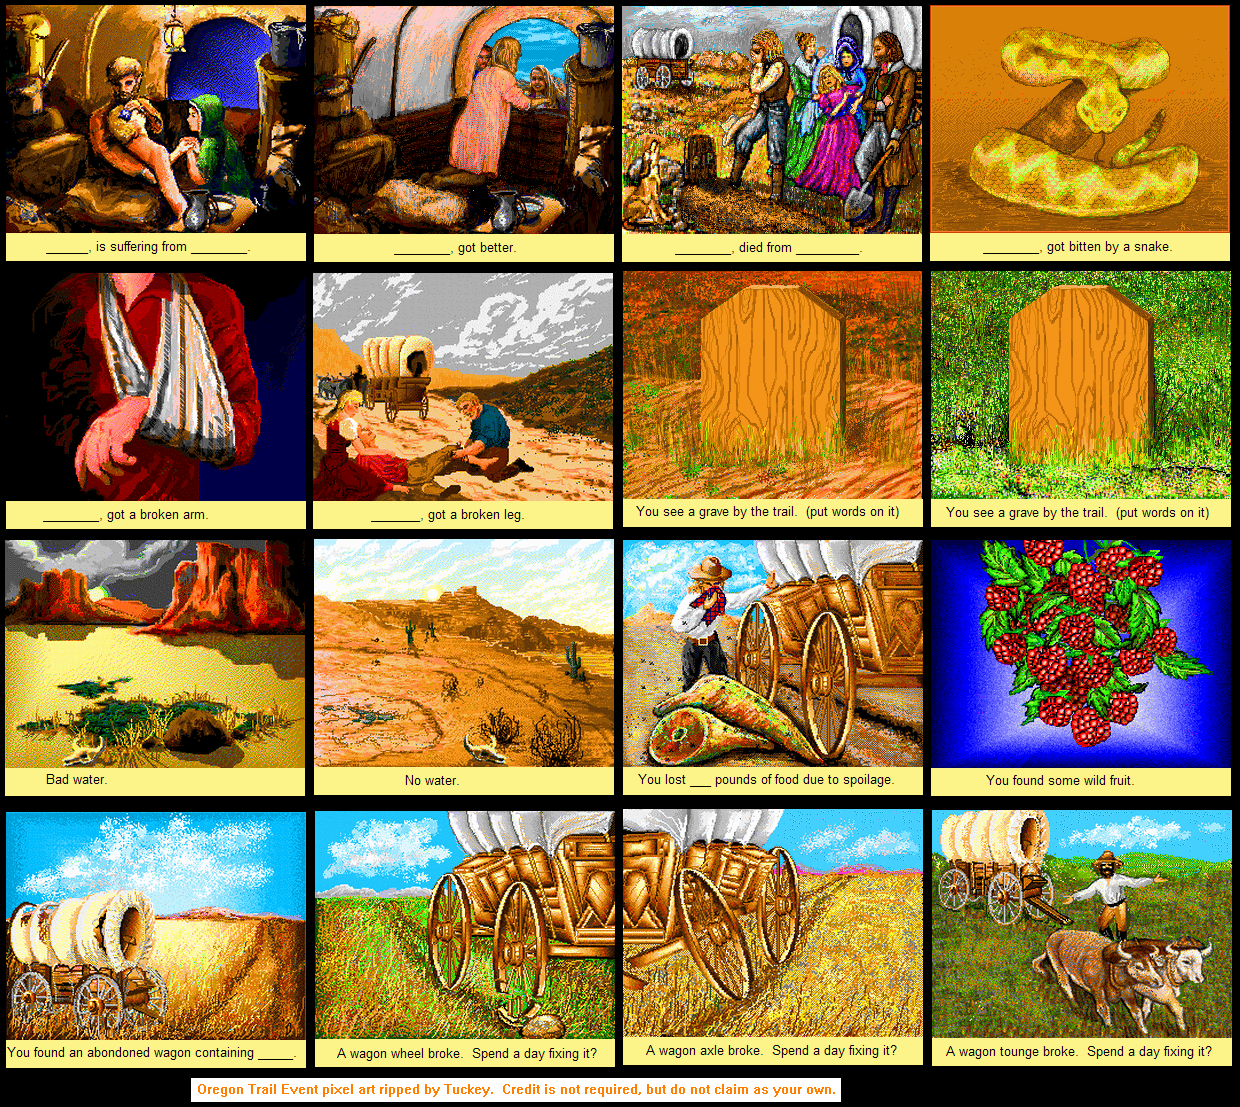 ______, is suffering from ________.
________, got better.
________, died from _________.
________, got bitten by a snake.
________, got a broken arm.
_______, got a broken leg.
You see a grave by the trail.  (put words on it)
You see a grave by the trail.  (put words on it)
Bad water.
No water.
You lost ___ pounds of food due to spoilage.
You found some wild fruit.
You found an abondoned wagon containing _____.
A wagon wheel broke.  Spend a day fixing it?
A wagon axle broke.  Spend a day fixing it?
A wagon tounge broke.  Spend a day fixing it?
Oregon Trail Event pixel art ripped by Tuckey.  Credit is not required, but do not claim as your own.